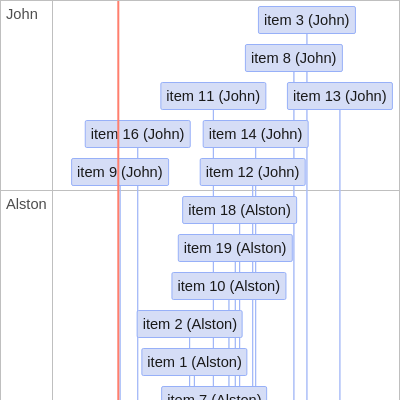 John
item 3 (John)
item 8 (John)
item 11 (John)
item 13 (John)
item 16 (John)
item 14 (John)
item 9 (John)
item 12 (John)
Alston
item 18 (Alston)
item 19 (Alston)
item 10 (Alston)
item 2 (Alston)
item 1 (Alston)
item 7 (Alston)